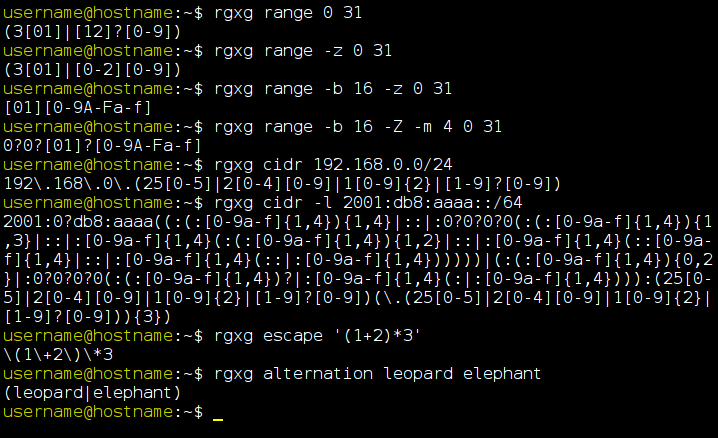 username@hostname:~$ rgxg range 0 31
(3[01]|[12]?[0-9])
username@hostname:~$ rgxg range -z 0 31
(3[01]|[0-2][0-9])
username@hostname:~$ rgxg range -b 16 -z 0 31
[01][0-9A-Fa-f]
username@hostname:~$ rgxg range -b 16 -Z -m 4 0 31
0?0?[01]?[0-9A-Fa-f]
username@hostname:~$ rgxg cidr 192.168.0.0/24
192\.168\.0\.(25[0-5]|2[0-4][0-9]|1[0-9]{2}|[1-9]?[0-9])
username@hostname:~$ rgxg cidr -l 2001:db8:aaaa::/64
2001:0?db8:aaaa((:(:[0-9a-f]{1,4}){1,4}|::|:0?0?0?0(:(:[0-9a-f]{1,4}){1
,3}|::|:[0-9a-f]{1,4}(:(:[0-9a-f]{1,4}){1,2}|::|:[0-9a-f]{1,4}(::[0-9a-
f]{1,4}|::|:[0-9a-f]{1,4}(::|:[0-9a-f]{1,4}))))))|(:(:[0-9a-f]{1,4}){0,2
}|:0?0?0?0(:(:[0-9a-f]{1,4})?|:[0-9a-f]{1,4}(:|:[0-9a-f]{1,4}))):(25[0-
5]|2[0-4][0-9]|1[0-9]{2}|[1-9]?[0-9])(\.(25[0-5]|2[0-4][0-9]|1[0-9]{2}|
[1-9]?[0-9])){3})
username@hostname:~$ rgxg escape '(1+2)*3'
\(1\+2\)\*3
username@hostname:~$ rgxg alternation leopard elephant
(leopard|elephant)
username@hostname:~$ _